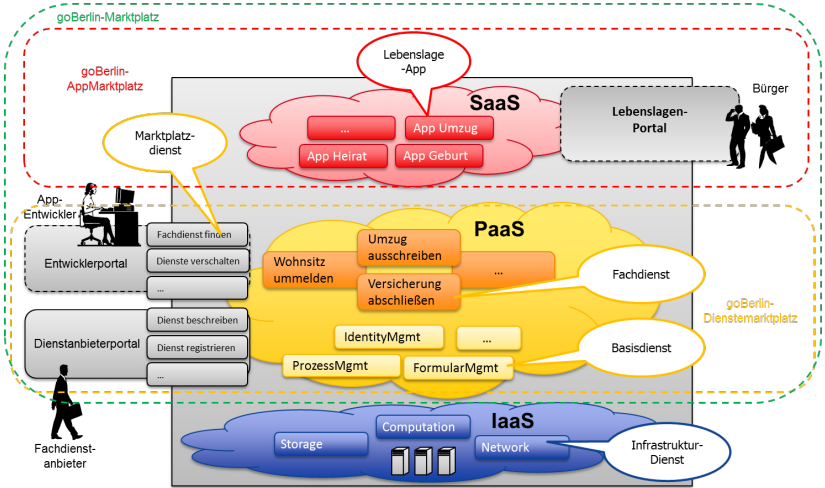 goBerlin-Marktplatz
goBerlin-
AppMarktplatz
Lebenslage
-App
SaaS
Bürger
Lebenslagen-
Portal
...
App Umzug
App Heirat
App Geburt
Marktplatz-
dienst
App-
Entwickler
Entwicklerportal
Fachdienst finden
Dienste verschalten
...
PaaS
Umzug
ausschreiben
Wohnsitz
ummelden
...
Versicherung
abschließen
Fachdienst
goBerlin-
Dienstemarktplatz
Dienstanbieterportal
Dienst beschreiben
Dienst registrieren
...
IdentityMgmt
...
ProzessMgmt
FormularMgmt
Basisdienst
Fachdienst-
anbieter
IaaS
Computation
Storage
Network
Infrastruktur-
Dienst